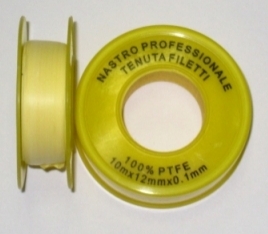 NASTRO PROFESSIONALE
TENUTA FILETTI
100% PTFE
10mx12mmx0,1mm